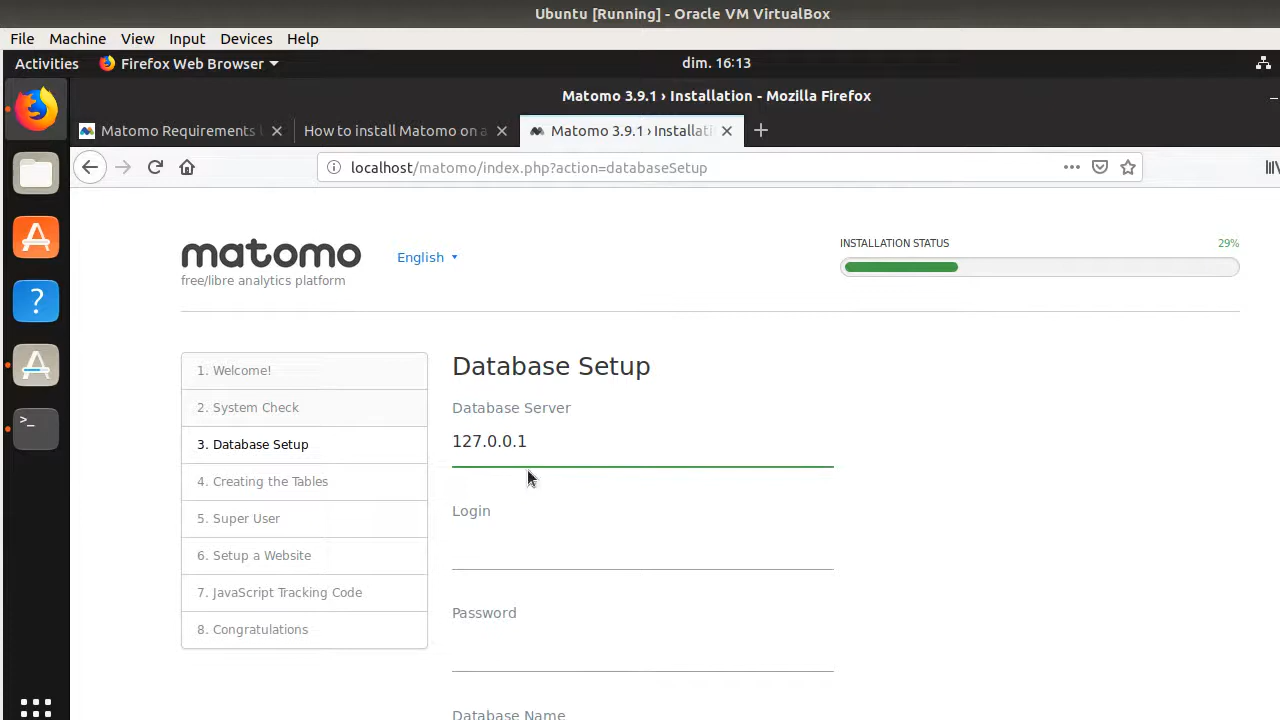 Ubuntu [Running] - Oracle VM VirtualBox
File Machine View Input Devices Help
Activities Firefox Web Browser dim. 16:13
Matomo 3.9.1 › Installation - Mozilla Firefox
Matomo Requirements How to install Matomo on a Matomo 3.9.1 › Installati
localhost/matomo/index.php?action=databaseSetup
matomo English
free/libre analytics platform
INSTALLATION STATUS 29%
1. Welcome!
2. System Check
3. Database Setup
4. Creating the Tables
5. Super User
6. Setup a Website
7. JavaScript Tracking Code
8. Congratulations
Database Setup
Database Server
127.0.0.1
Login
Password
Database Name